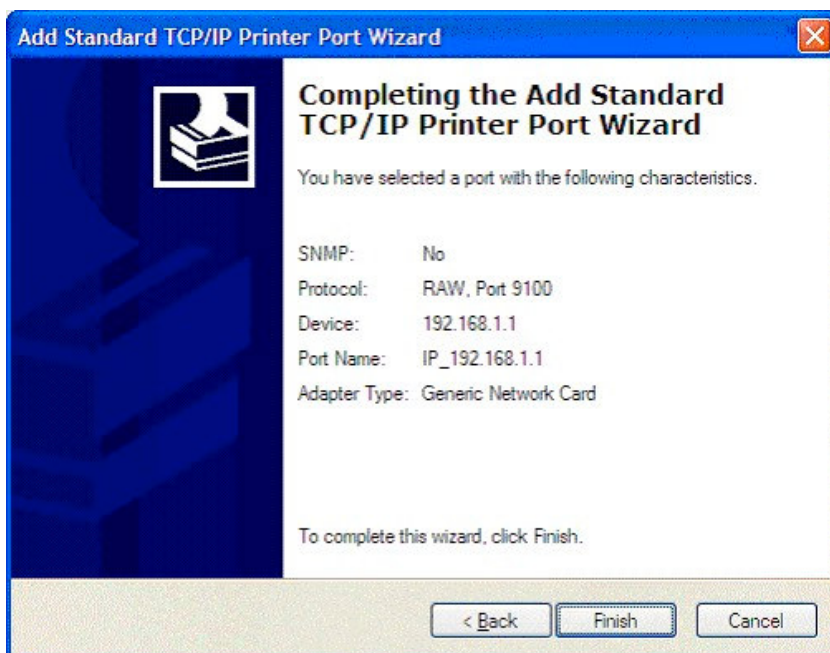 Add Standard TCP/IP Printer Port Wizard
Completing the Add Standard
TCP/IP Printer Port Wizard
You have selected a port with the following characteristics.
SNMP: No
Protocol: RAW, Port 9100
Device: 192.168.1.1
Port Name: IP_192.168.1.1
Adapter Type: Generic Network Card
To complete this wizard, click Finish.
< Back Finish Cancel